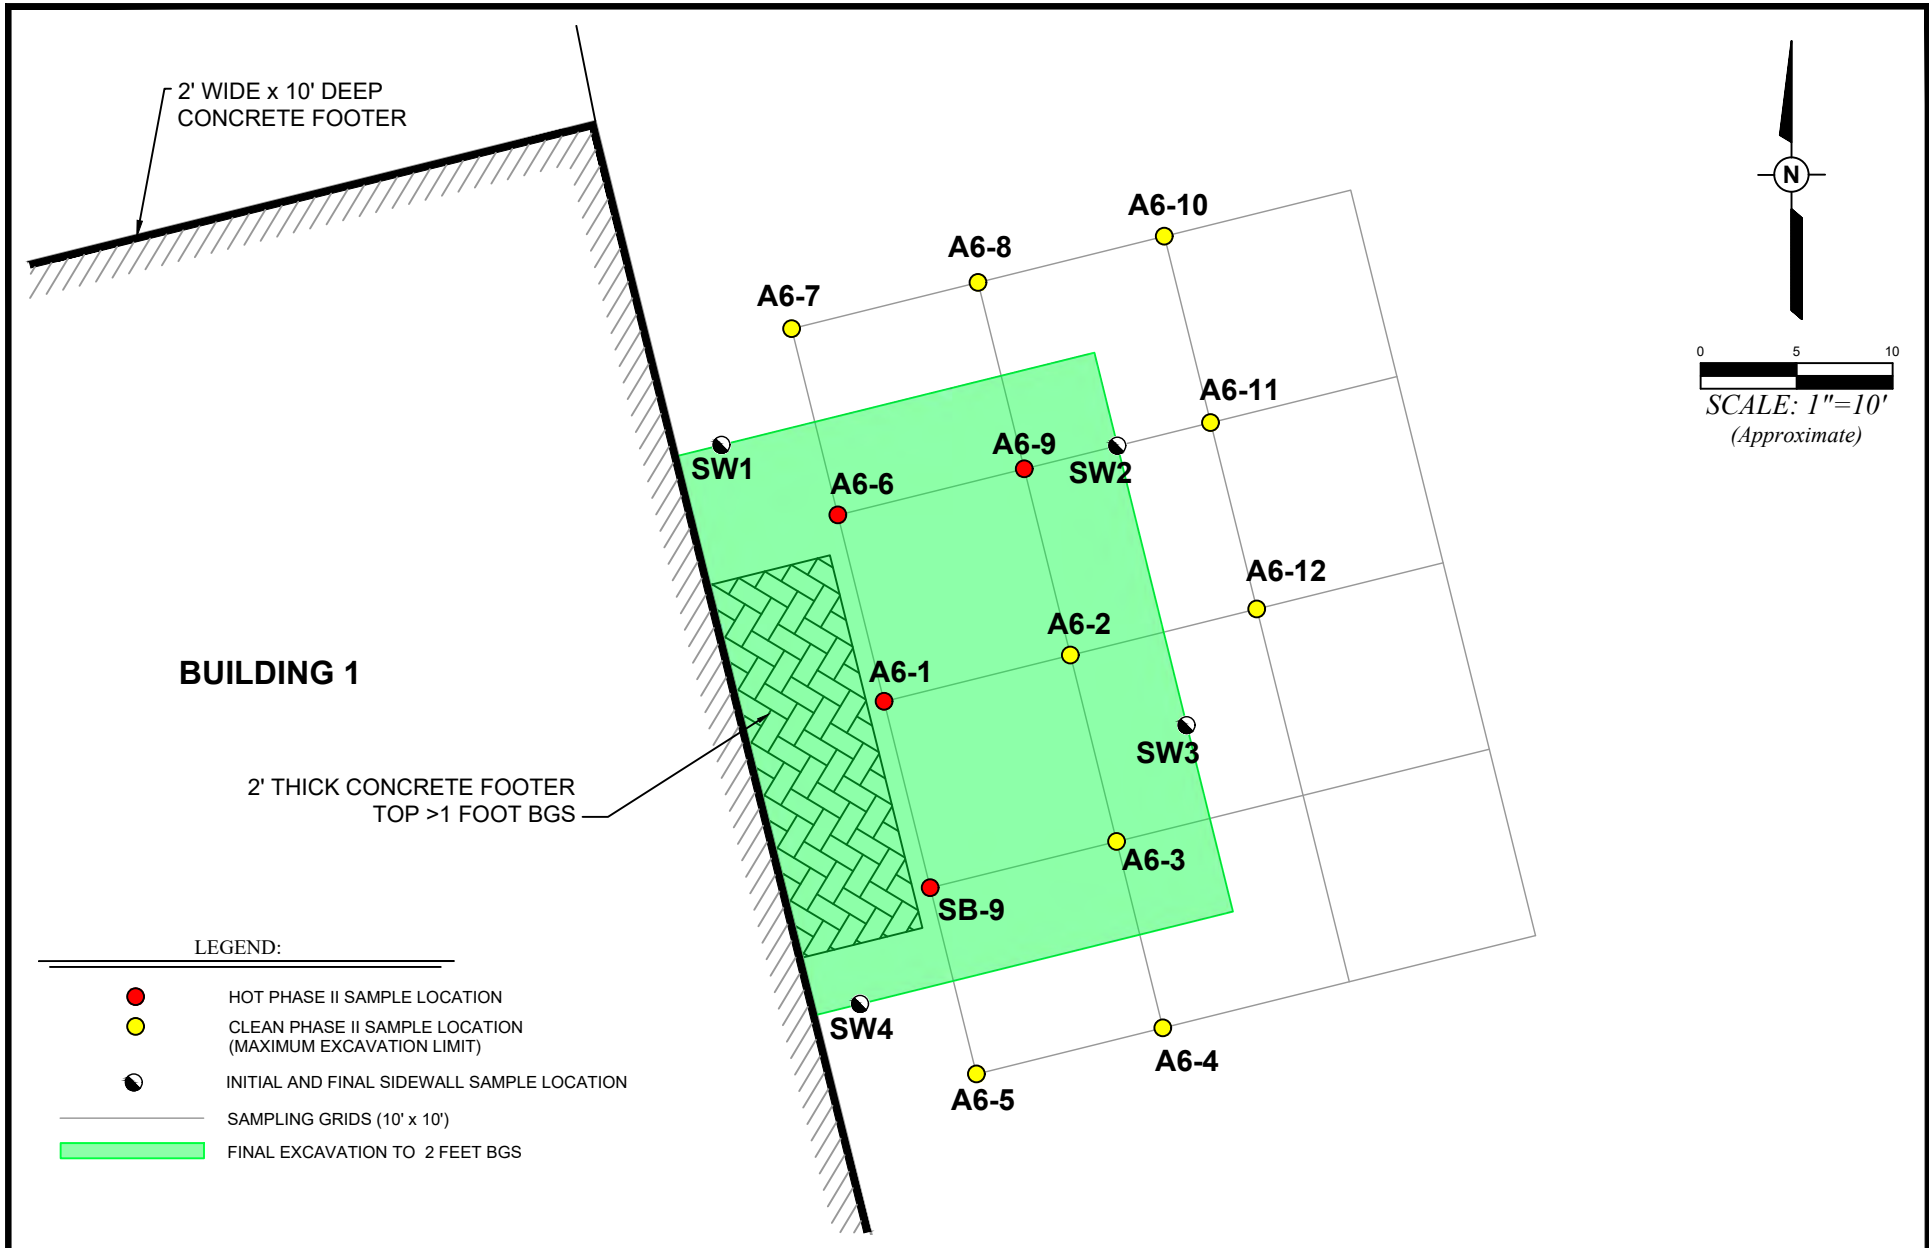 2' WIDE x 10' DEEP
CONCRETE FOOTER
N
A6-10
A6-8
A6-7
0 5 10
SCALE: 1"=10'
(Approximate)
A6-11
A6-9
SW1
SW2
A6-6
A6-12
A6-2
BUILDING 1
A6-1
SW3
2' THICK CONCRETE FOOTER
TOP >1 FOOT BGS
A6-3
SB-9
SW4
A6-4
A6-5
LEGEND:
HOT PHASE II SAMPLE LOCATION
CLEAN PHASE II SAMPLE LOCATION
(MAXIMUM EXCAVATION LIMIT)
INITIAL AND FINAL SIDEWALL SAMPLE LOCATION
SAMPLING GRIDS (10' x 10')
FINAL EXCAVATION TO 2 FEET BGS